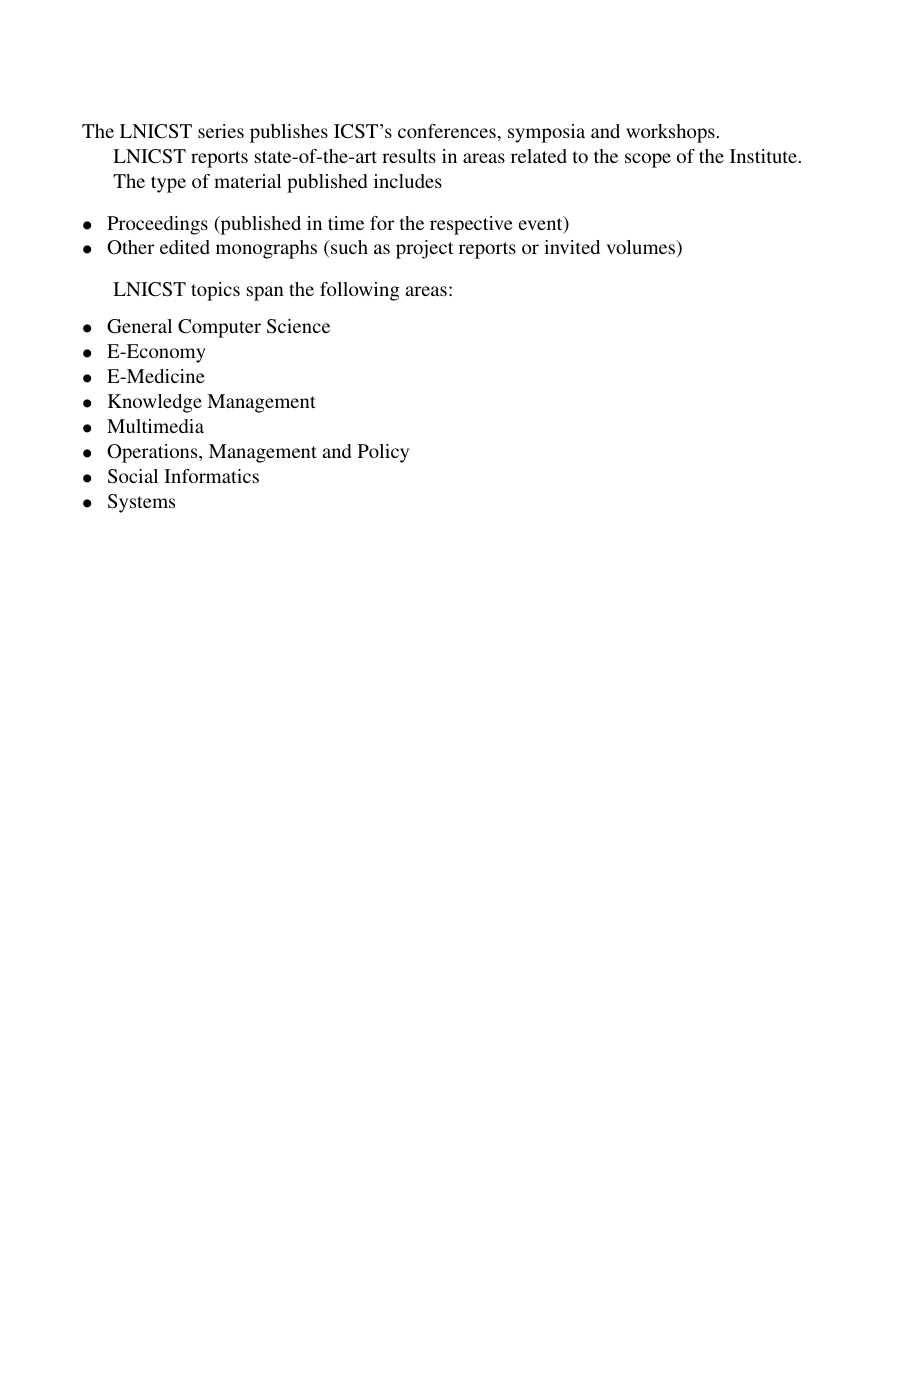 The LNICST series publishes ICST's conferences, symposia and workshops.
LNICST reports state-of-the-art results in areas related to the scope of the Institute.
The type of material published includes
● Proceedings (published in time for the respective event)
● Other edited monographs (such as project reports or invited volumes)
LNICST topics span the following areas:
● General Computer Science
● E-Economy
● E-Medicine
● Knowledge Management
● Multimedia
● Operations, Management and Policy
● Social Informatics
● Systems